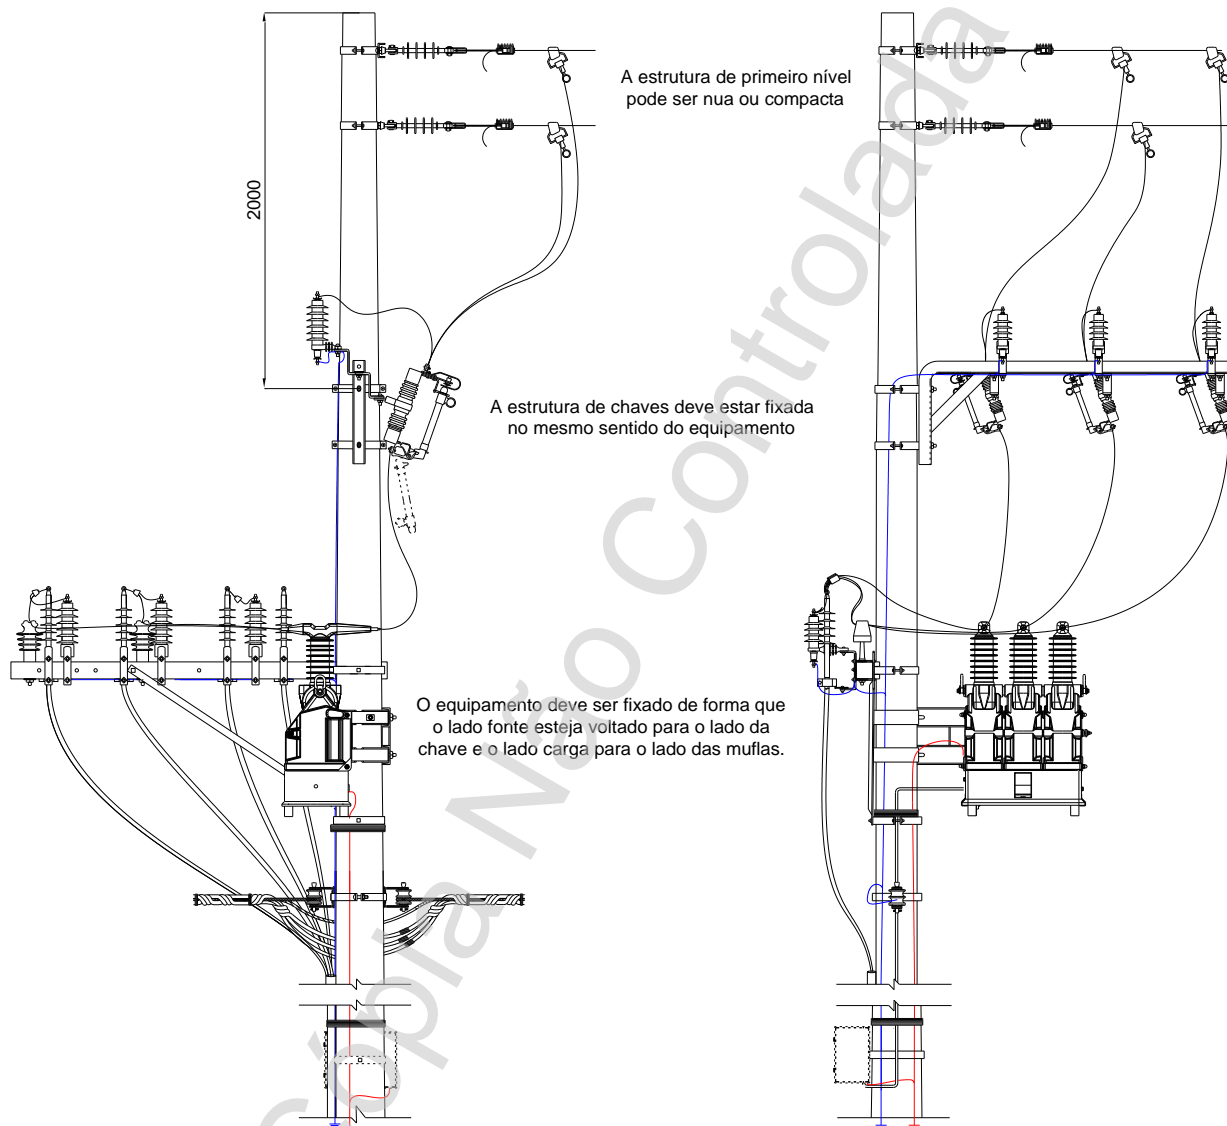 A estrutura de primeiro nível
pode ser nua ou compacta
2000
A estrutura de chaves deve estar fixada
no mesmo sentido do equipamento
O equipamento deve ser fixado de forma que
o lado fonte esteja voltado para o lado da
chave e o lado carga para o lado das muflas.
Cópia Não Controlada